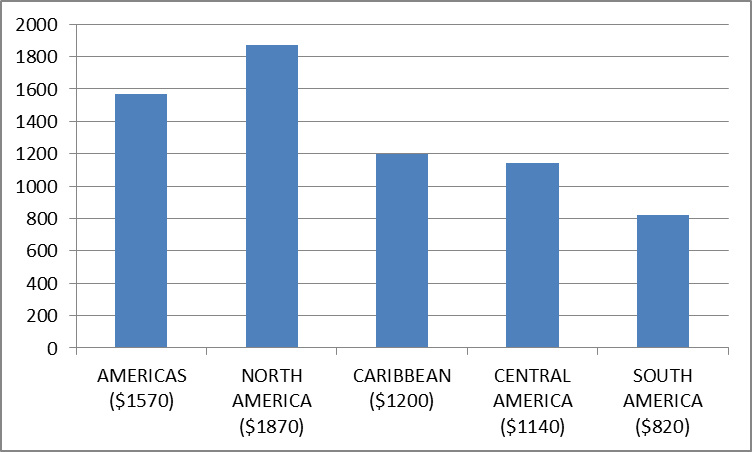 2000
1800
1600
1400
1200
1000
800
600
400
200
0
AMERICAS
($1570)
NORTH
AMERICA
($1870)
CARIBBEAN
($1200)
CENTRAL
AMERICA
($1140)
SOUTH
AMERICA
($820)